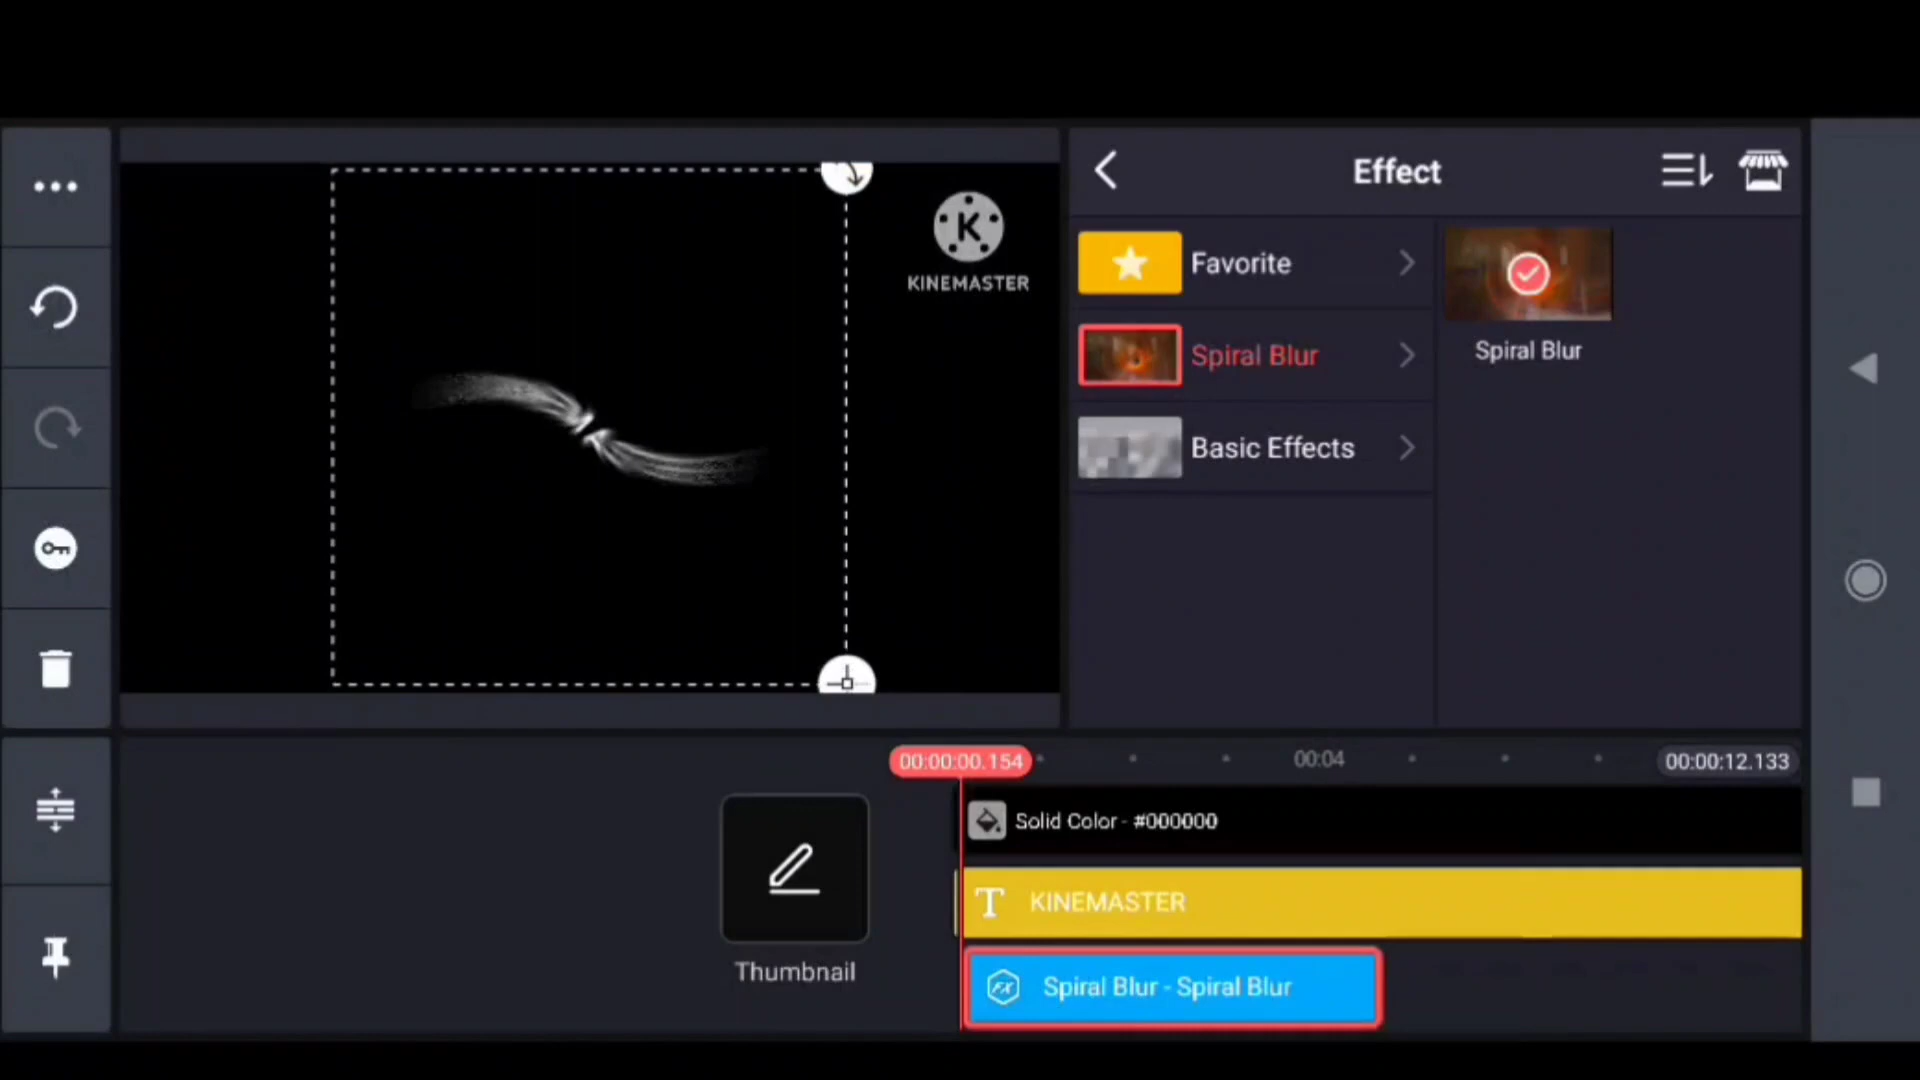 K
KINEMASTER
Effect
Favorite
Spiral Blur
Basic Effects
Spiral Blur
00:00:00.154
00:04
00:00:12.133
Solid Color - #000000
T KINEMASTER
FX Spiral Blur - Spiral Blur
Thumbnail